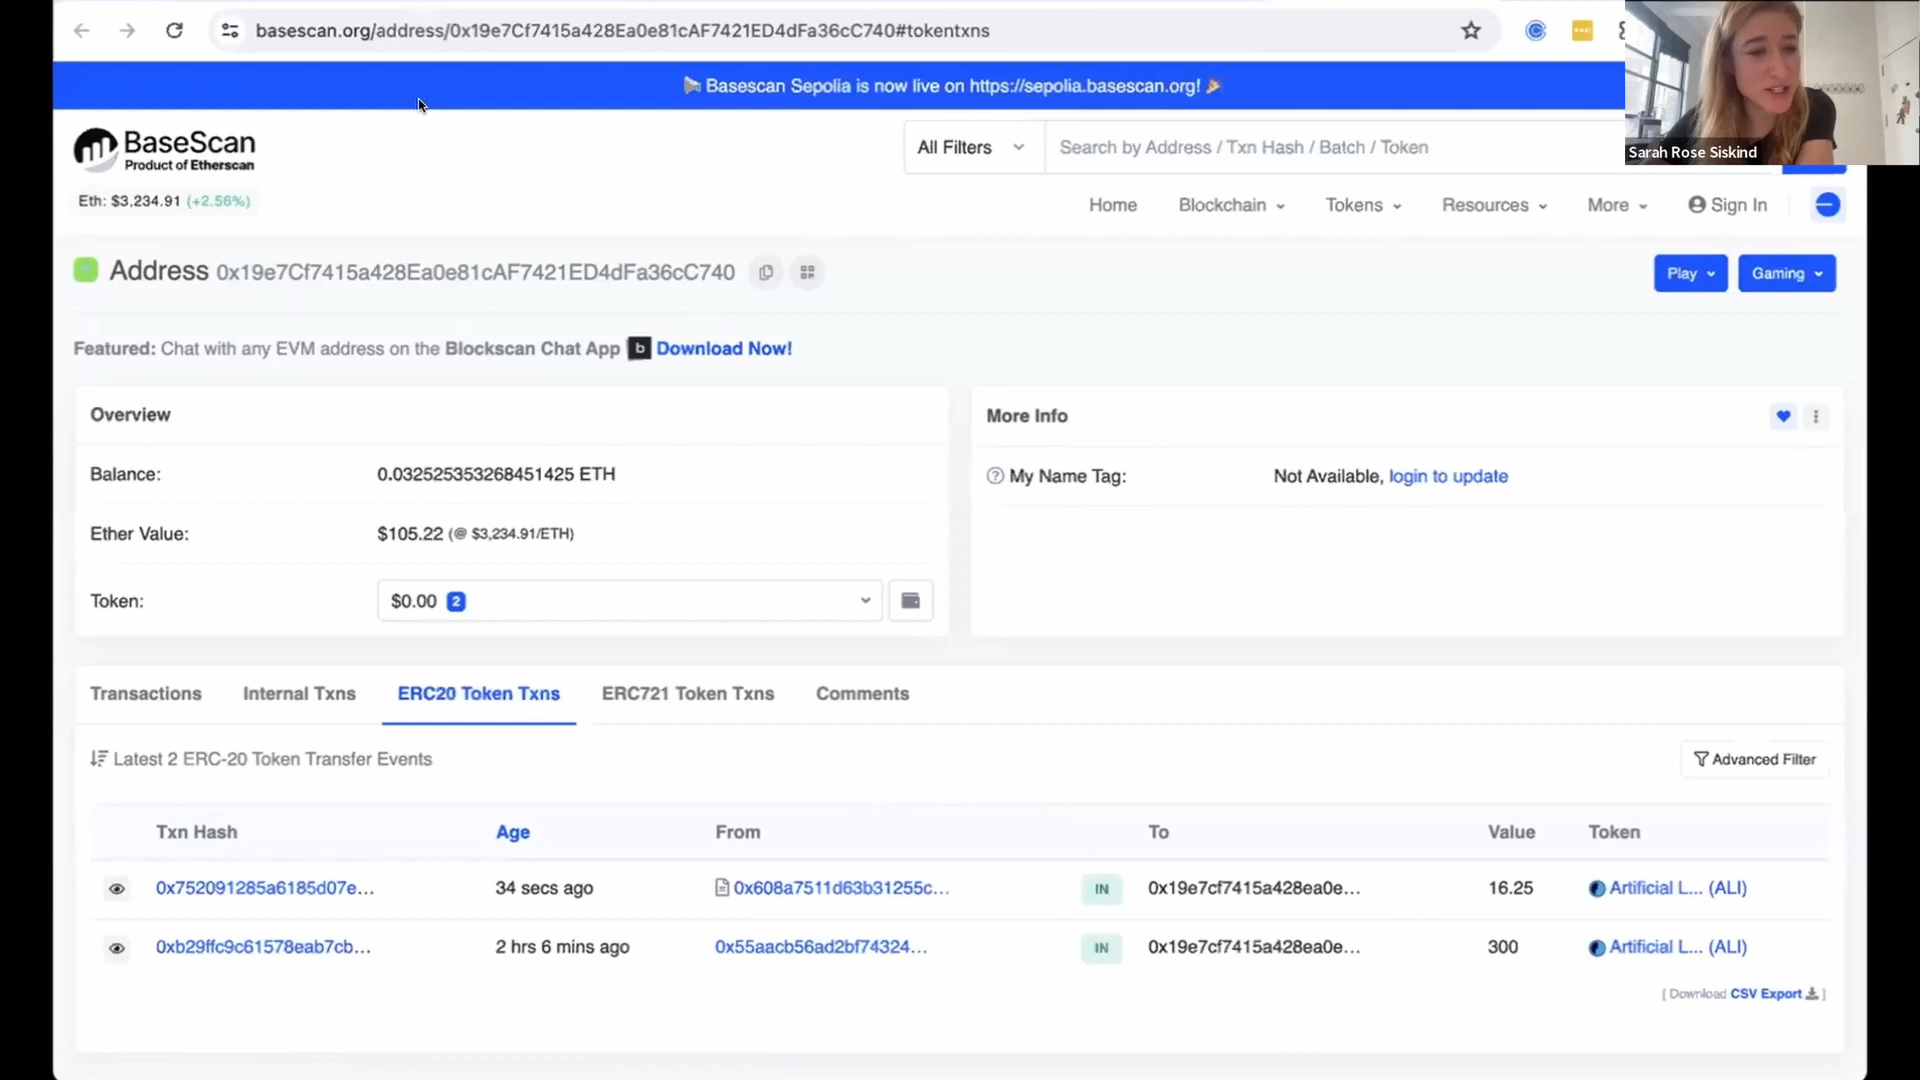 basescan.org/address/0x19e7Cf7415a428Ea0e81cAF7421ED4dFa36cC740#tokentxns
Basescan Sepolia is now live on https://sepolia.basescan.org!
Sarah Rose Siskind
BaseScan
Product of Etherscan
All Filters
Search by Address / Txn Hash / Batch / Token
Eth: $3,234.91 (+2.56%)
Home Blockchain Tokens Resources More Sign In
Address 0x19e7Cf7415a428Ea0e81cAF7421ED4dFa36cC740
Play Gaming
Featured: Chat with any EVM address on the Blockscan Chat App b Download Now!
Overview
More Info
Balance: 0.032525353268451425 ETH
My Name Tag: Not Available, login to update
Ether Value: $105.22 (@ $3,234.91/ETH)
Token: $0.00 2
Transactions Internal Txns ERC20 Token Txns ERC721 Token Txns Comments
Latest 2 ERC-20 Token Transfer Events
Advanced Filter
Txn Hash Age From To Value Token
0x752091285a6185d07e... 34 secs ago 0x608a7511d63b31255c... IN 0x19e7cf7415a428ea0e... 16.25 Artificial L... (ALI)
0xb29ffc9c61578eab7cb... 2 hrs 6 mins ago 0x55aacb56ad2bf74324... IN 0x19e7cf7415a428ea0e... 300 Artificial L... (ALI)
[ Download CSV Export ]